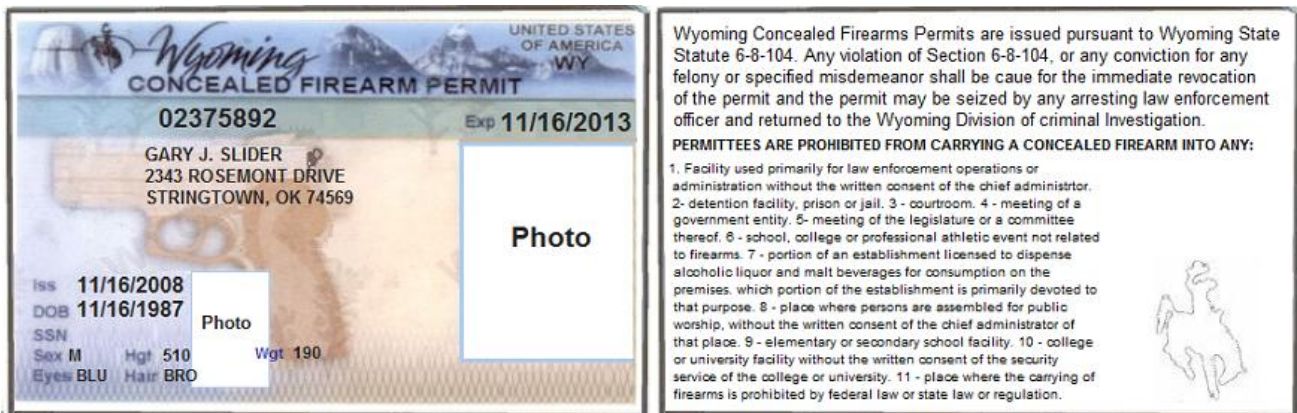 Wyoming
UNITED STATES
OF AMERICA
WY
CONCEALED FIREARM PERMIT
02375892
Exp 11/16/2013
GARY J. SLIDER
2343 ROSEMONT DRIVE
STRINGTOWN, OK 74569
Photo
Iss 11/16/2008
DOB 11/16/1987
Photo
SSN
Sex M Hgt 510 Wgt 190
Eyes BLU Hair BRO
Wyoming Concealed Firearms Permits are issued pursuant to Wyoming State
Statute 6-8-104. Any violation of Section 6-8-104, or any conviction for any
felony or specified misdemeanor shall be caue for the immediate revocation
of the permit and the permit may be seized by any arresting law enforcement
officer and returned to the Wyoming Division of criminal Investigation.
PERMITTEES ARE PROHIBITED FROM CARRYING A CONCEALED FIREARM INTO ANY:
1. Facility used primarily for law enforcement operations or
administration without the written consent of the chief administrtor.
2- detention facility, prison or jail. 3 - courtroom. 4 - meeting of a
government entity. 5- meeting of the legislature or a committee
thereof. 6 - school, college or professional athletic event not related
to firearms. 7 - portion of an establishment licensed to dispense
alcoholic liquor and malt beverages for consumption on the
premises. which portion of the establishment is primarily devoted to
that purpose. 8 - place where persons are assembled for public
worship, without the written consent of the chief administrator of
that place. 9 - elementary or secondary school facility. 10 - college
or university facility without the written consent of the security
service of the college or university. 11 - place where the carrying of
firearms is prohibited by federal law or state law or regulation.